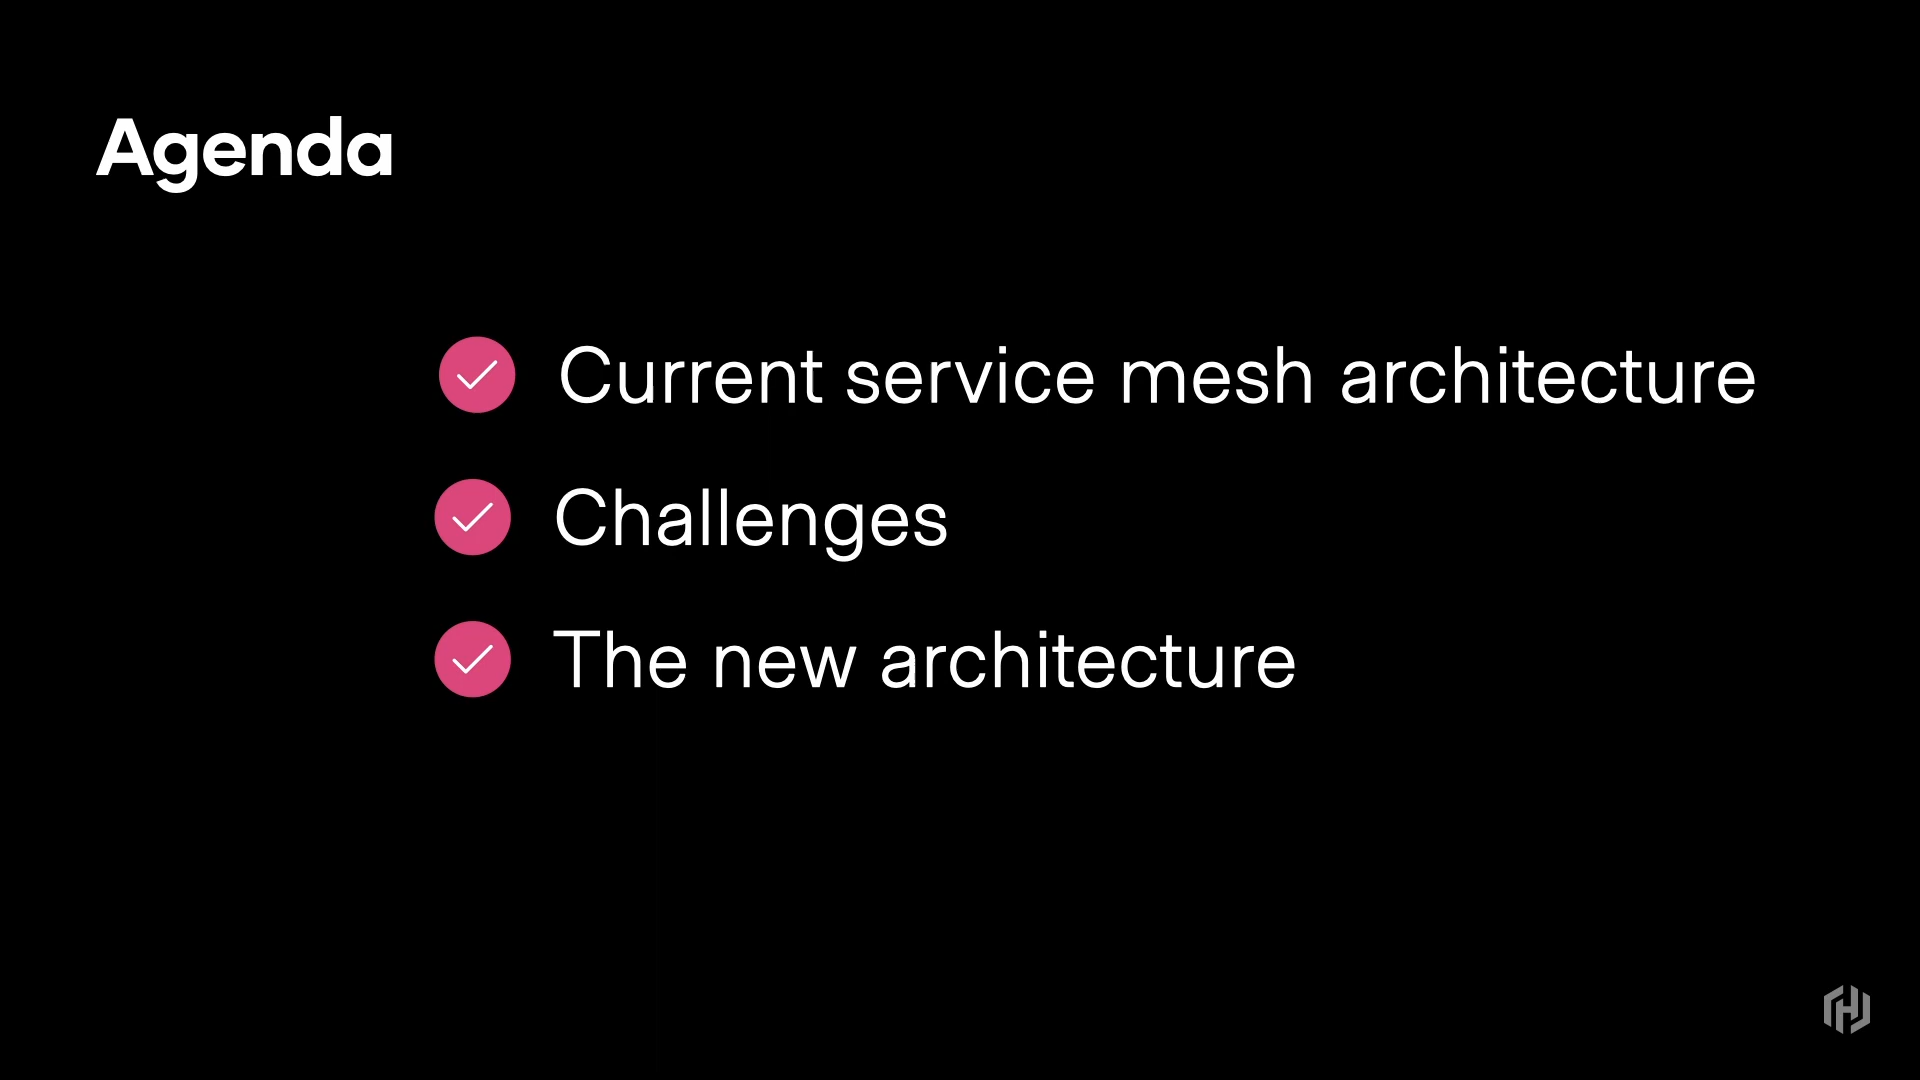 Agenda
Current service mesh architecture
Challenges
The new architecture